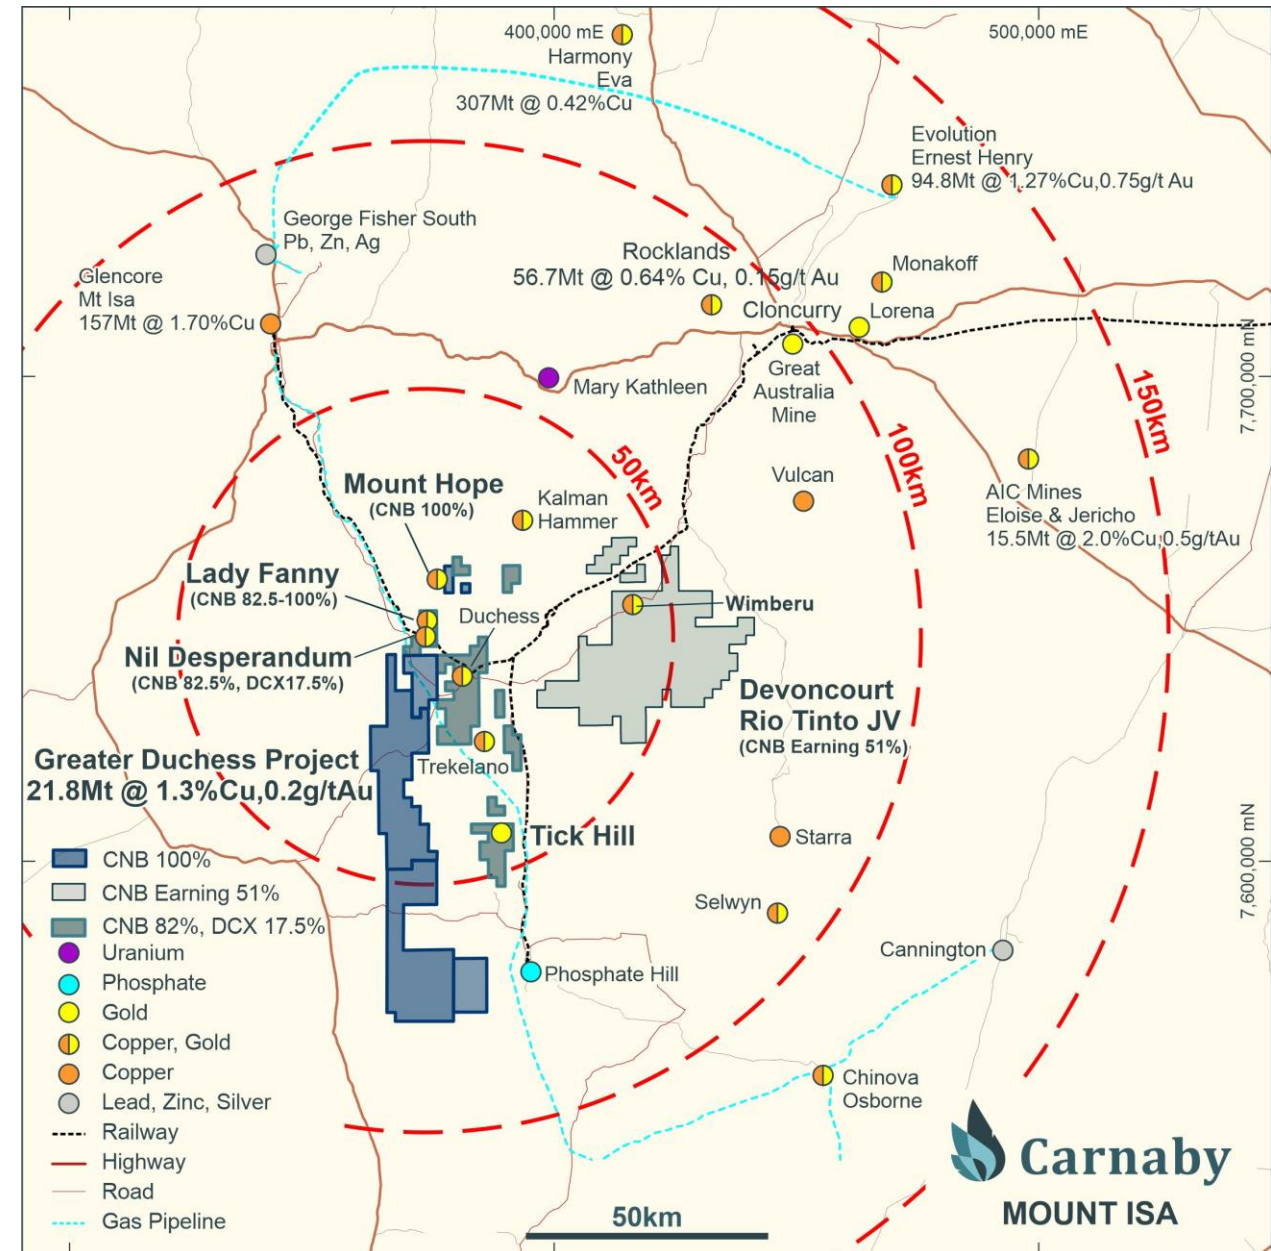 400,000 mE
500,000 mE
Harmony
Eva
307Mt @ 0.42%Cu
Evolution
Ernest Henry
94.8Mt @ 1.27%Cu,0.75g/t Au
George Fisher South
Pb, Zn, Ag
Glencore
Mt Isa
157Mt @ 1.70%Cu
Rocklands
56.7Mt @ 0.64% Cu, 0.15g/t Au
Monakoff
Cloncurry
Lorena
Great
Australia
Mine
Mary Kathleen
7,700,000 mN
150km
100km
50km
Vulcan
AIC Mines
Eloise & Jericho
15.5Mt @ 2.0%Cu,0.5g/tAu
Mount Hope
(CNB 100%)
Kalman
Hammer
Lady Fanny
(CNB 82.5-100%)
Duchess
Wimberu
Nil Desperandum
(CNB 82.5%, DCX17.5%)
Devoncourt
Rio Tinto JV
(CNB Earning 51%)
Greater Duchess Project
21.8Mt @ 1.3%Cu,0.2g/tAu
Trekelano
Tick Hill
Starra
7,600,000 mN
Selwyn
Cannington
Phosphate Hill
Chinova
Osborne
CNB 100%
CNB Earning 51%
CNB 82%, DCX 17.5%
Uranium
Phosphate
Gold
Copper, Gold
Copper
Lead, Zinc, Silver
Railway
Highway
Road
Gas Pipeline
50km
Carnaby
MOUNT ISA